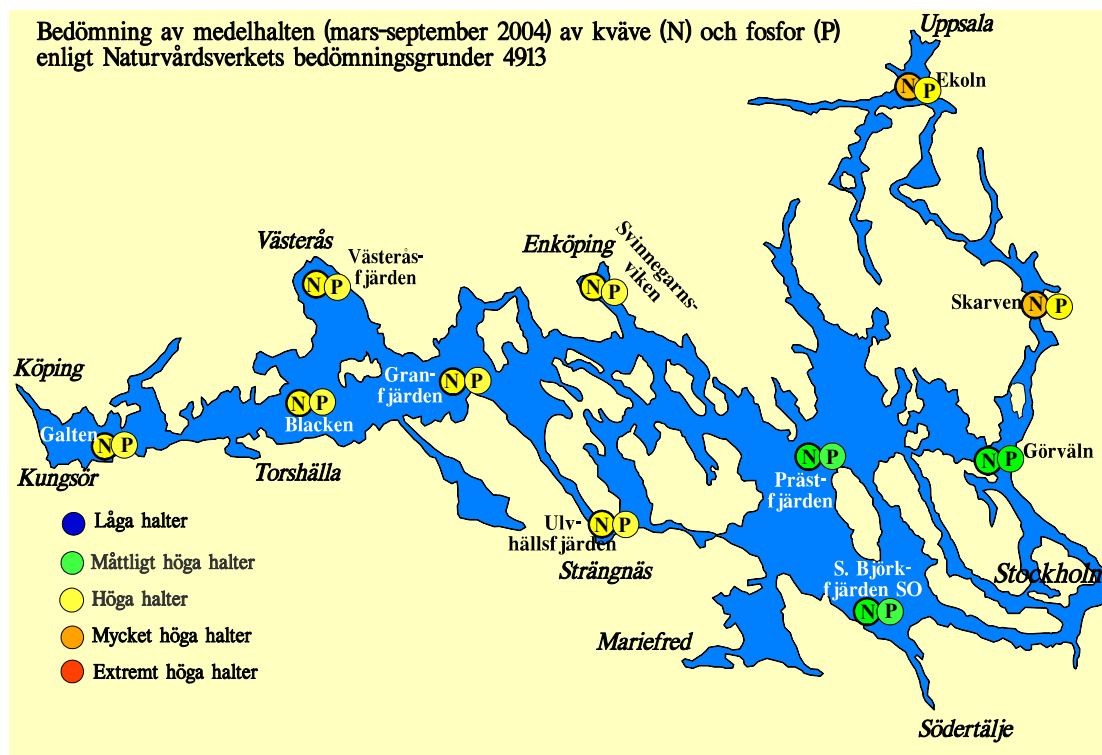 Bedömning av medelhalten (mars-september 2004) av kväve (N) och fosfor (P)
enligt Naturvårdsverkets bedömningsgrunder 4913
Uppsala
N P Ekoln
Västerås
Västerås-
fjärden
N P
Enköping
Svinnegarns-
viken
N P
Skarven N P
Köping
Gran-
fjärden
N P
N P
Blacken
Galten N P
Kungsör
Torshälla
N P
Präst-
fjärden
N P Görväln
Ulv-
hällsfjärden
N P
Strängnäs
S. Björk-
fjärden SO
N P
Stockholm
Mariefred
Södertälje
Låga halter
Måttligt höga halter
Höga halter
Mycket höga halter
Extremt höga halter